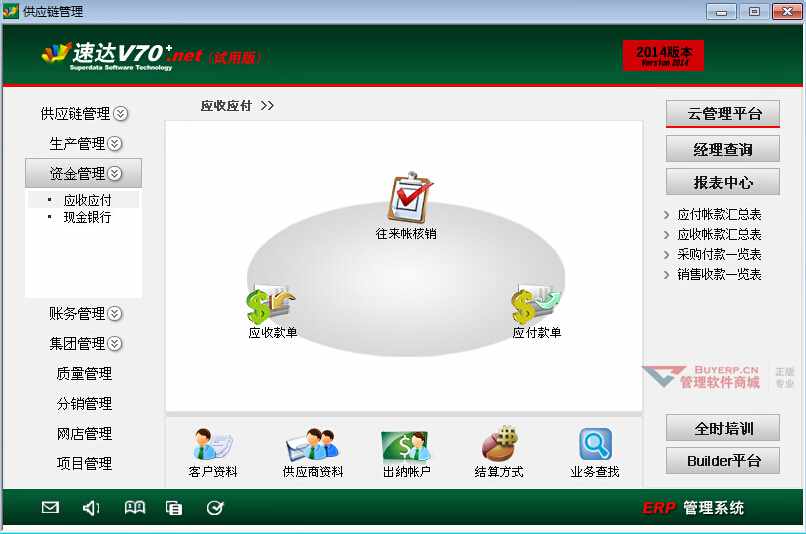 供应链管理
速达V70+.net(试用版)
Superdata Software Technology
2014版本
Version 2014
供应链管理
生产管理
资金管理
应收应付
现金银行
账务管理
集团管理
质量管理
分销管理
网店管理
项目管理
应收应付 >>
往来帐核销
应收款单
应付款单
客户资料
供应商资料
出纳帐户
结算方式
业务查找
云管理平台
经理查询
报表中心
应付帐款汇总表
应收帐款汇总表
采购付款一览表
销售收款一览表
BUYERP.CN
管理软件商城
正版
专业
全时培训
Builder平台
ERP 管理系统